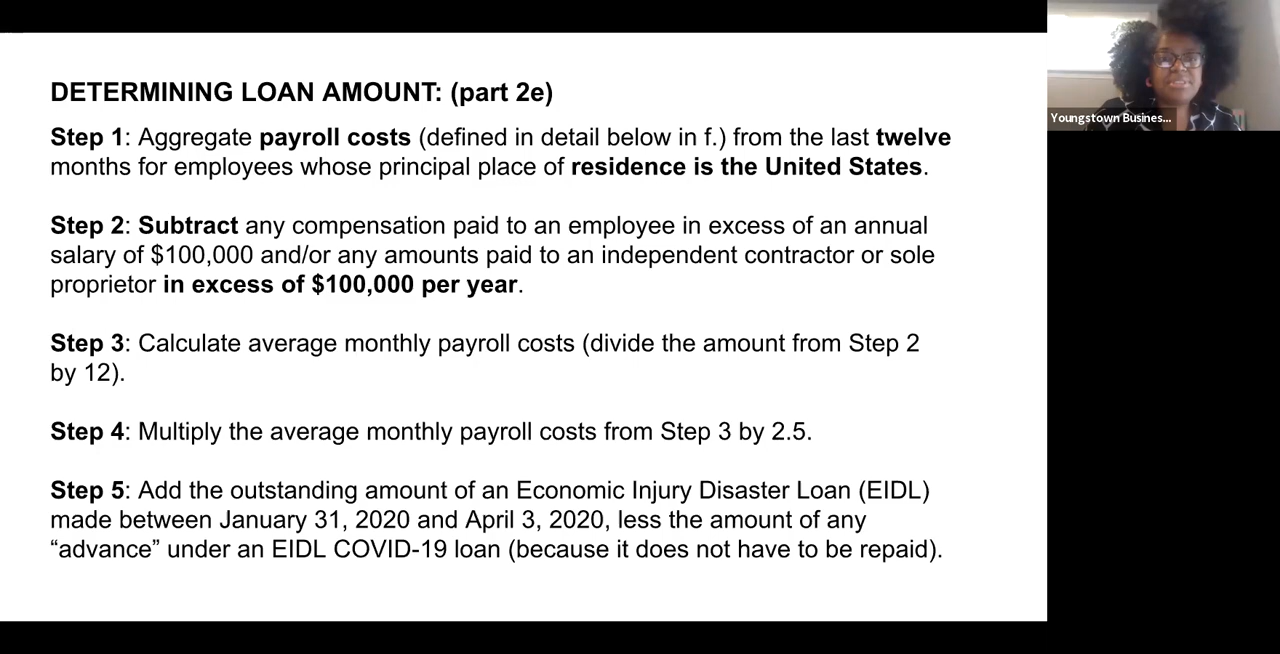 DETERMINING LOAN AMOUNT: (part 2e)
Step 1: Aggregate payroll costs (defined in detail below in f.) from the last twelve
months for employees whose principal place of residence is the United States.
Step 2: Subtract any compensation paid to an employee in excess of an annual
salary of $100,000 and/or any amounts paid to an independent contractor or sole
proprietor in excess of $100,000 per year.
Step 3: Calculate average monthly payroll costs (divide the amount from Step 2
by 12).
Step 4: Multiply the average monthly payroll costs from Step 3 by 2.5.
Step 5: Add the outstanding amount of an Economic Injury Disaster Loan (EIDL)
made between January 31, 2020 and April 3, 2020, less the amount of any
“advance” under an EIDL COVID-19 loan (because it does not have to be repaid).
Youngstown Busines...